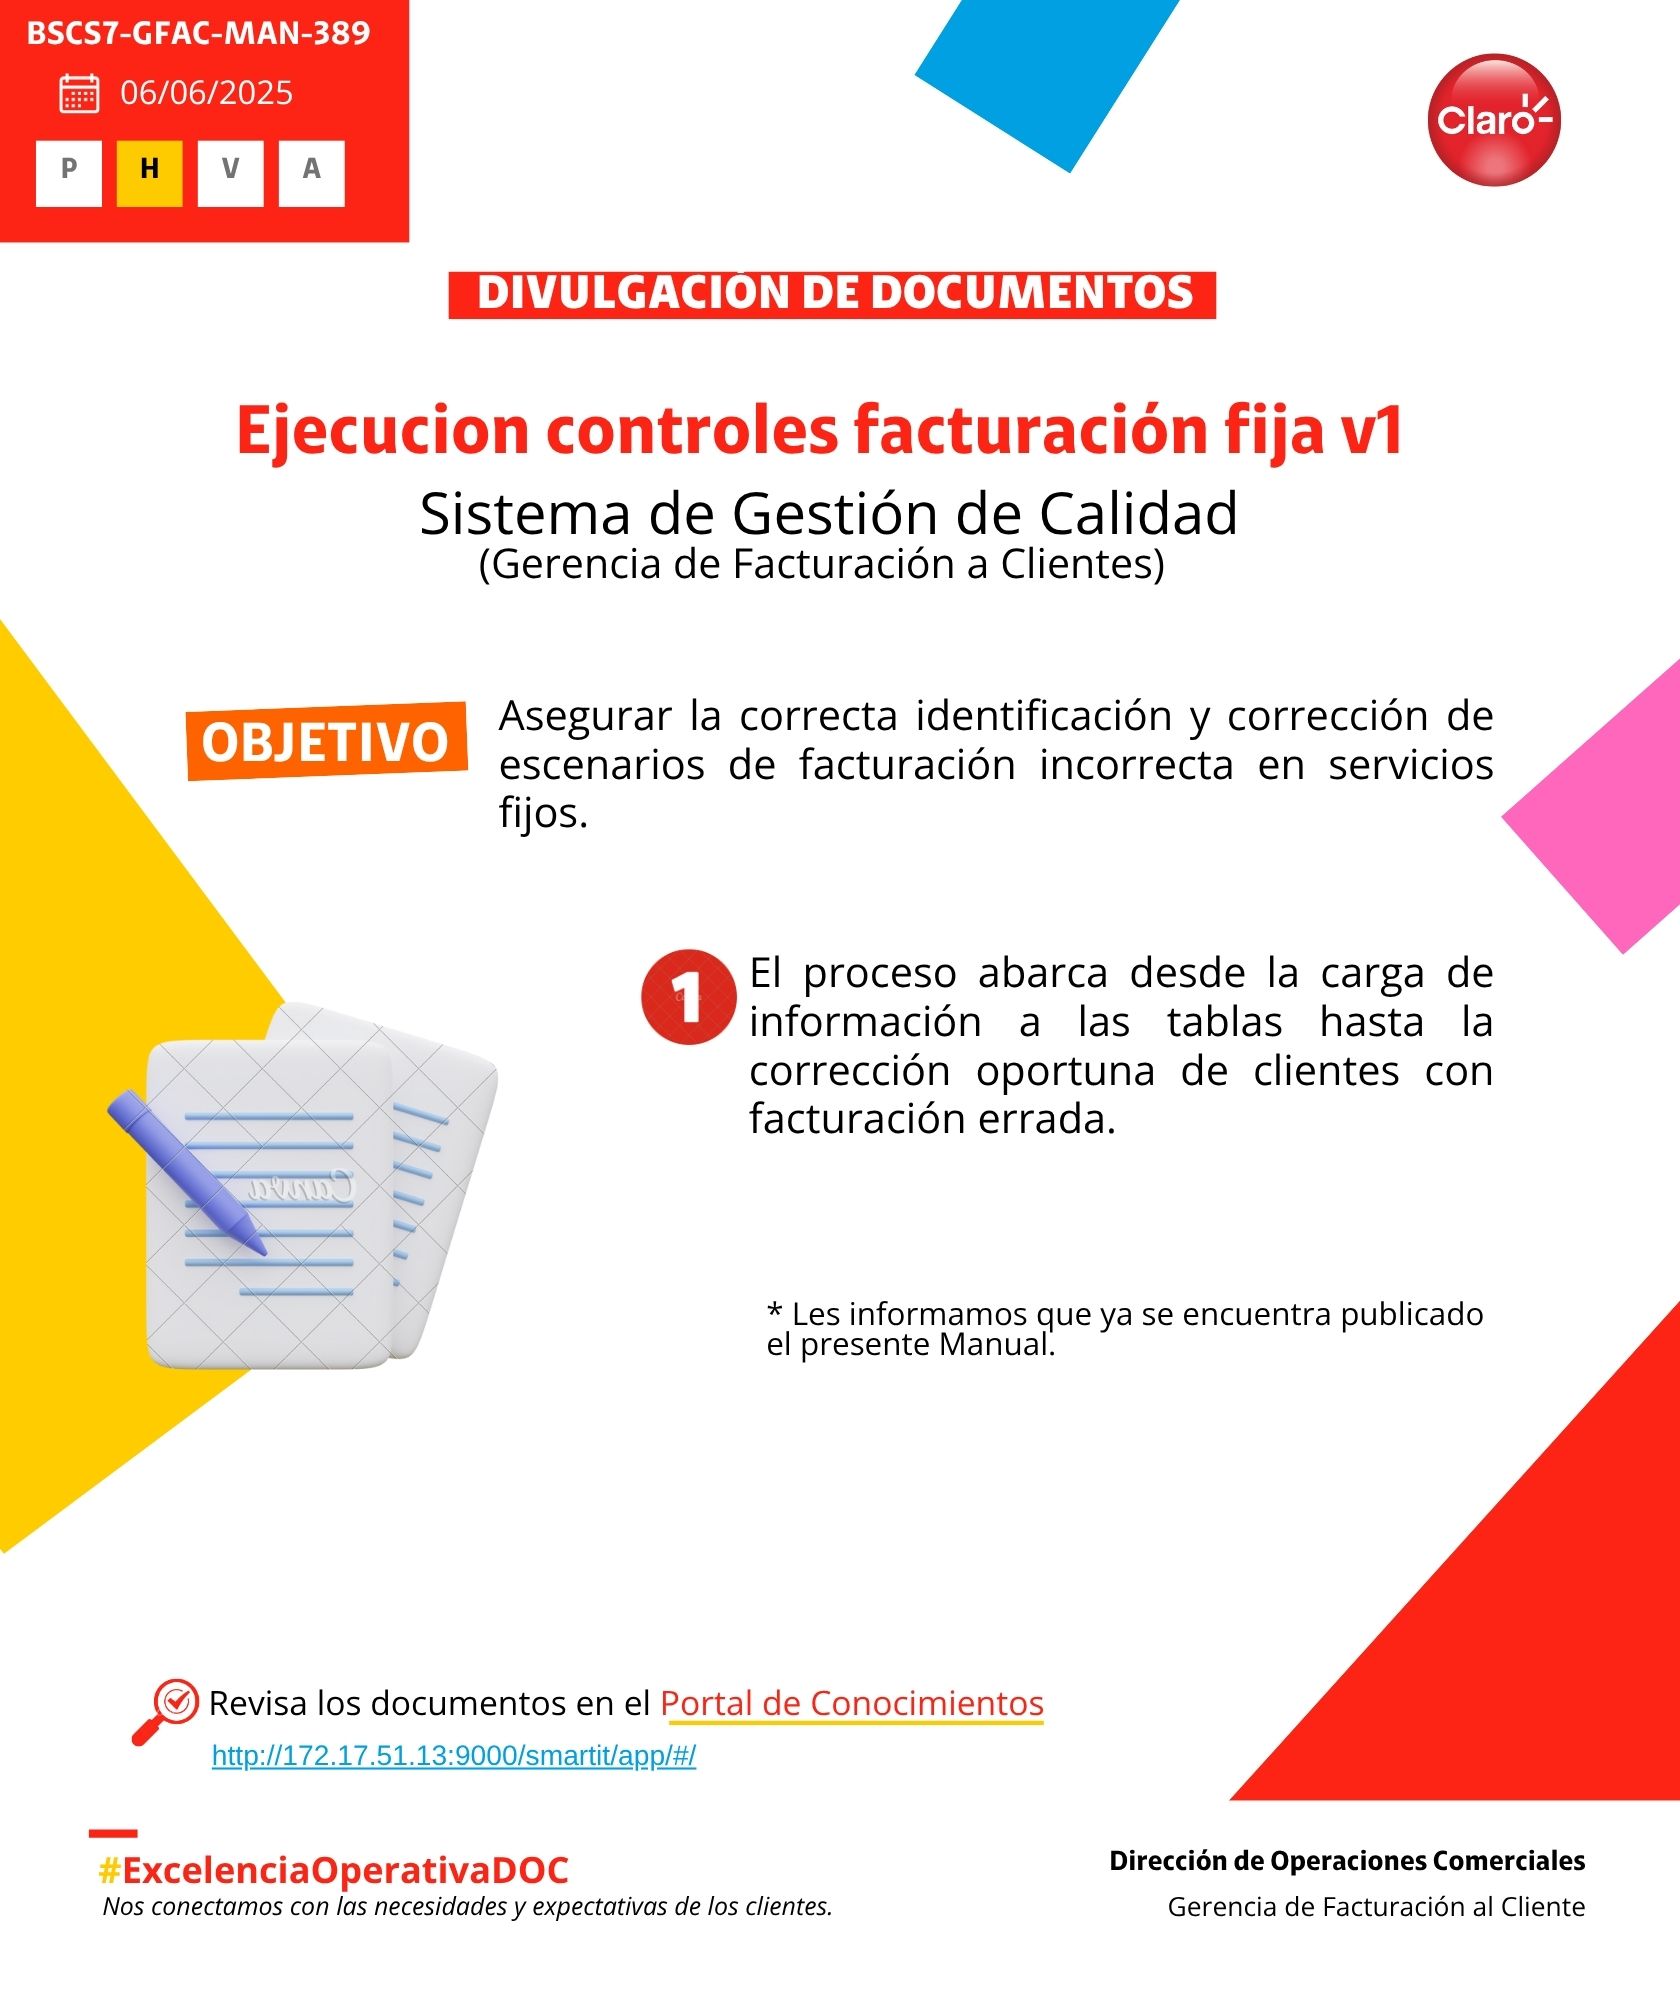 BSCS7-GFAC-MAN-389
06/06/2025
P H V A
Claro
DIVULGACIÓN DE DOCUMENTOS
Ejecucion controles facturación fija v1
Sistema de Gestión de Calidad
(Gerencia de Facturación a Clientes)
OBJETIVO
Asegurar la correcta identificación y corrección de
escenarios de facturación incorrecta en servicios
fijos.
1
El proceso abarca desde la carga de
información a las tablas hasta la
corrección oportuna de clientes con
facturación errada.
Canva
* Les informamos que ya se encuentra publicado
el presente Manual.
Revisa los documentos en el Portal de Conocimientos
http://172.17.51.13:9000/smartit/app/#/
#ExcelenciaOperativaDOC
Nos conectamos con las necesidades y expectativas de los clientes.
Dirección de Operaciones Comerciales
Gerencia de Facturación al Cliente